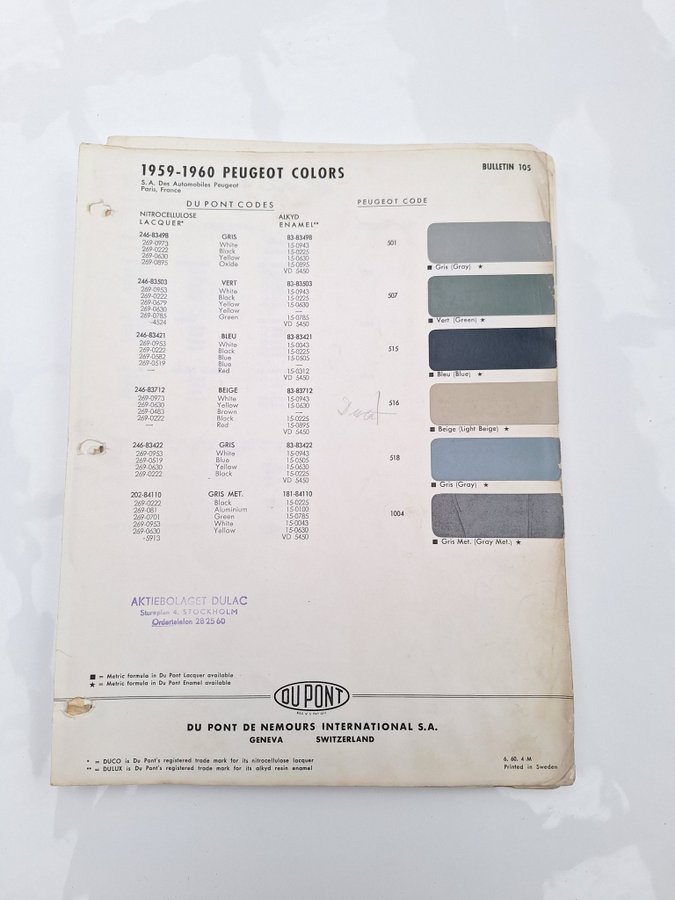 1959-1960 PEUGEOT COLORS BULLETIN 105
S. A. Des Automobiles Peugeot
Paris, France
DU PONT CODES PEUGEOT CODE
NITROCELLULOSE ALKYD
LACQUER* ENAMEL**
246-83498 GRIS 83-83498
269-0973 White 15-0943 501
269-0222 Black 15-0225
269-0630 Yellow 15-0630
269-0895 Oxide 15-0895
VD 5450
■ Gris (Gray) ★
246-83503 VERT 83-83503
269-0953 White 15-0943 507
269-0222 Black 15-0225
269-0679 Yellow 15-0630
269-0630 Yellow —
269-0785 Green 15-0785
-4524 VD 5450
■ Vert (Green) ★
246-83421 BLEU 83-83421
269-0953 White 15-0043 515
269-0222 Black 15-0225
269-0582 Blue 15-0505
269-0519 Blue —
— Red 15-0312
VD 5450
■ Bleu (Blue) ★
246-83712 BEIGE 83-83712
269-0973 White 15-0943 516
269-0630 Yellow 15-0630
269-0483 Brown —
269-0222 Black 15-0225
— Red 15-0895
VD 5450
■ Beige (Light Beige) ★
246-83422 GRIS 83-83422
269-0953 White 15-0943 518
269-0519 Blue 15-0505
269-0630 Yellow 15-0630
269-0222 Black 15-0225
VD 5450
■ Gris (Gray) ★
202-84110 GRIS MET. 181-84110
269-0222 Black 15-0225
269-081 Aluminium 15-0100 1004
269-0701 Green 15-0785
269-0953 White 15-0043
269-0630 Yellow 15-0630
-5913 VD 5450
■ Gris Met. (Gray Met.) ★
AKTIEBOLAGET DULAC
Stureplan 4, STOCKHOLM
Ordertelefon 28 25 60
■ = Metric formula in Du Pont Lacquer available
★ = Metric formula in Du Pont Enamel available
DU PONT
DU PONT DE NEMOURS INTERNATIONAL S.A.
GENEVA SWITZERLAND
* = DUCO is Du Pont's registered trade mark for its nitrocellulose lacquer 6. 60. 4 M
** = DULUX is Du Pont's registered trade mark for its alkyd resin enamel Printed in Sweden